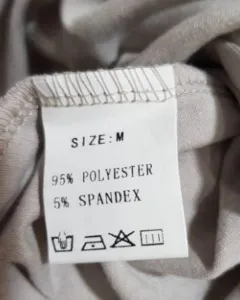 SIZE: M
95% POLYESTER
5% SPANDEX